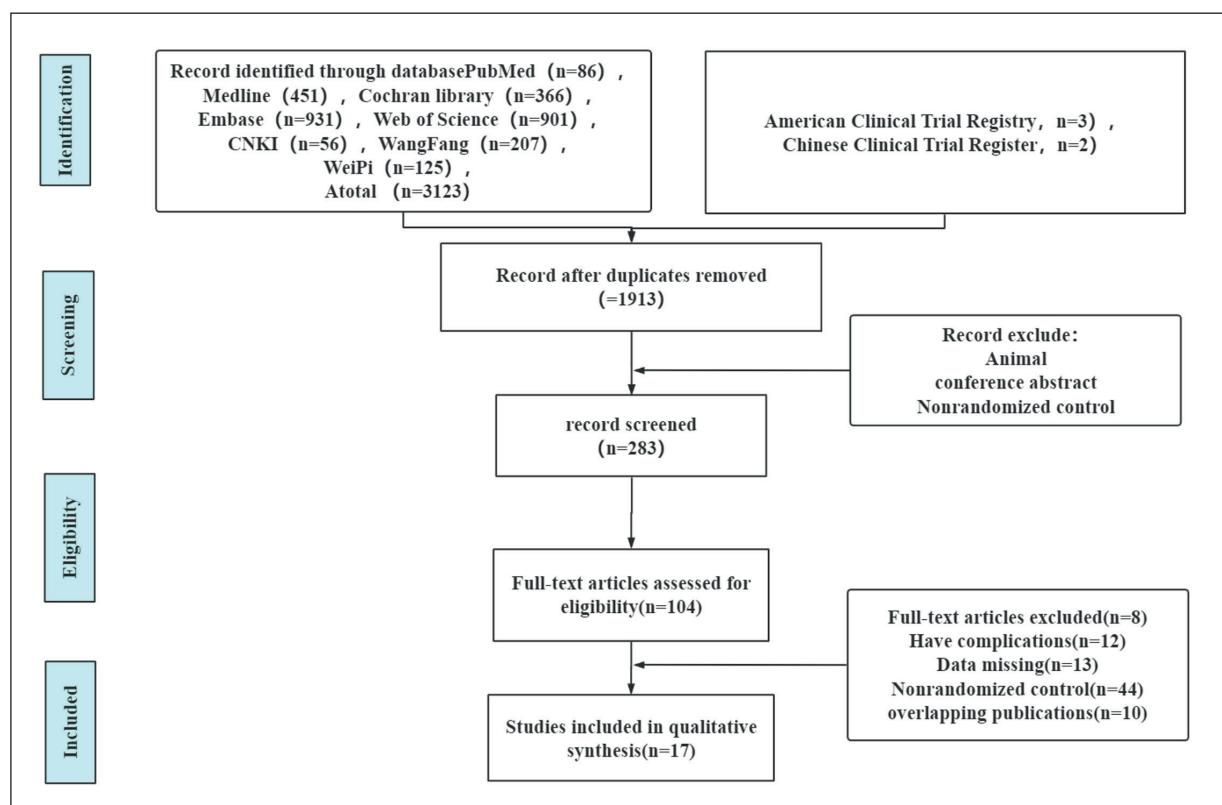 Identification
Record identified through databasePubMed（n=86）,
Medline（451）, Cochran library（n=366）,
Embase（n=931）, Web of Science（n=901）,
CNKI（n=56）, WangFang（n=207）,
WeiPi（n=125）,
Atotal （n=3123）
American Clinical Trial Registry，n=3）,
Chinese Clinical Trial Register，n=2）
Screening
Record after duplicates removed
（=1913）
Record exclude：
Animal
conference abstract
Nonrandomized control
record screened
（n=283）
Eligibility
Full-text articles assessed for
eligibility(n=104)
Full-text articles excluded(n=8)
Have complications(n=12)
Data missing(n=13)
Nonrandomized control(n=44)
overlapping publications(n=10)
Included
Studies included in qualitative
synthesis(n=17)